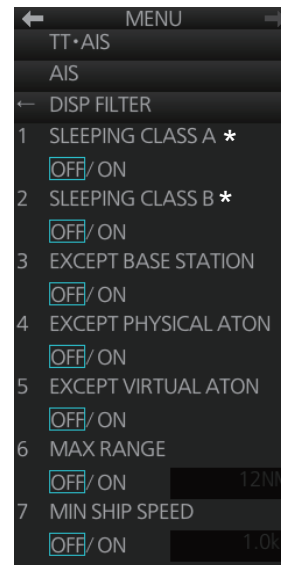 ← MENU →
TT•AIS
AIS
← DISP FILTER
1 SLEEPING CLASS A *
OFF/ ON
2 SLEEPING CLASS B *
OFF/ ON
3 EXCEPT BASE STATION
OFF/ ON
4 EXCEPT PHYSICAL ATON
OFF/ ON
5 EXCEPT VIRTUAL ATON
OFF/ ON
6 MAX RANGE
OFF/ ON 12NM
7 MIN SHIP SPEED
OFF/ ON 1.0k